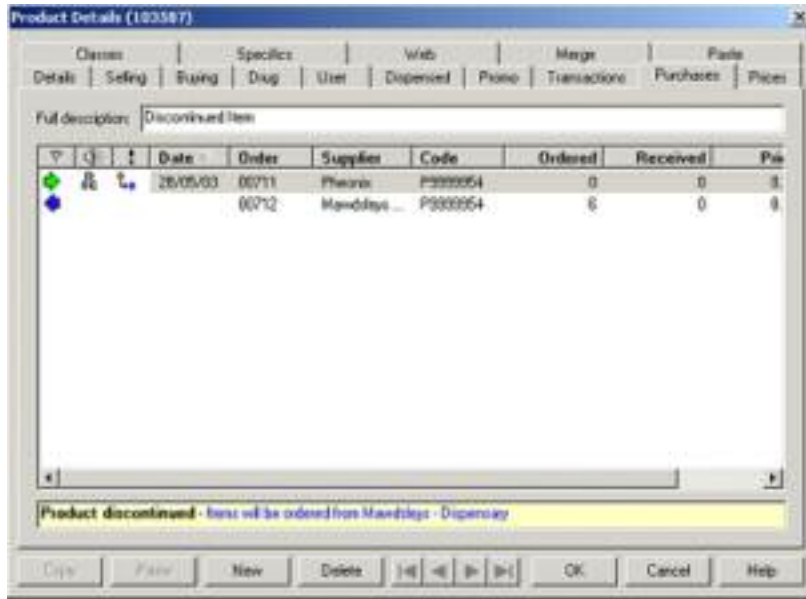 Product Details (103587)
Classes Specifics Web Merge Paste
Details Selling Buying Drug User Dispensed Promo Transactions Purchases Prices
Full description: Discontinued Item
Date Order Supplier Code Ordered Received
28/05/03 00711 Pheonix P9999954 0 0
00712 Mawdsleys ... P9999954 6 0
Product discontinued - Items will be ordered from Mawdsleys - Dispensary
Copy Paste New Delete OK Cancel Help